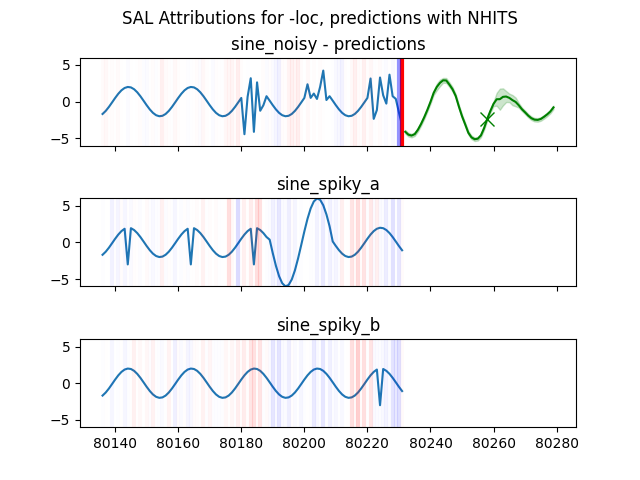 SAL Attributions for -loc, predictions with NHITS
sine_noisy - predictions
5
0
−5
sine_spiky_a
5
0
−5
sine_spiky_b
5
0
−5
80140 80160 80180 80200 80220 80240 80260 80280